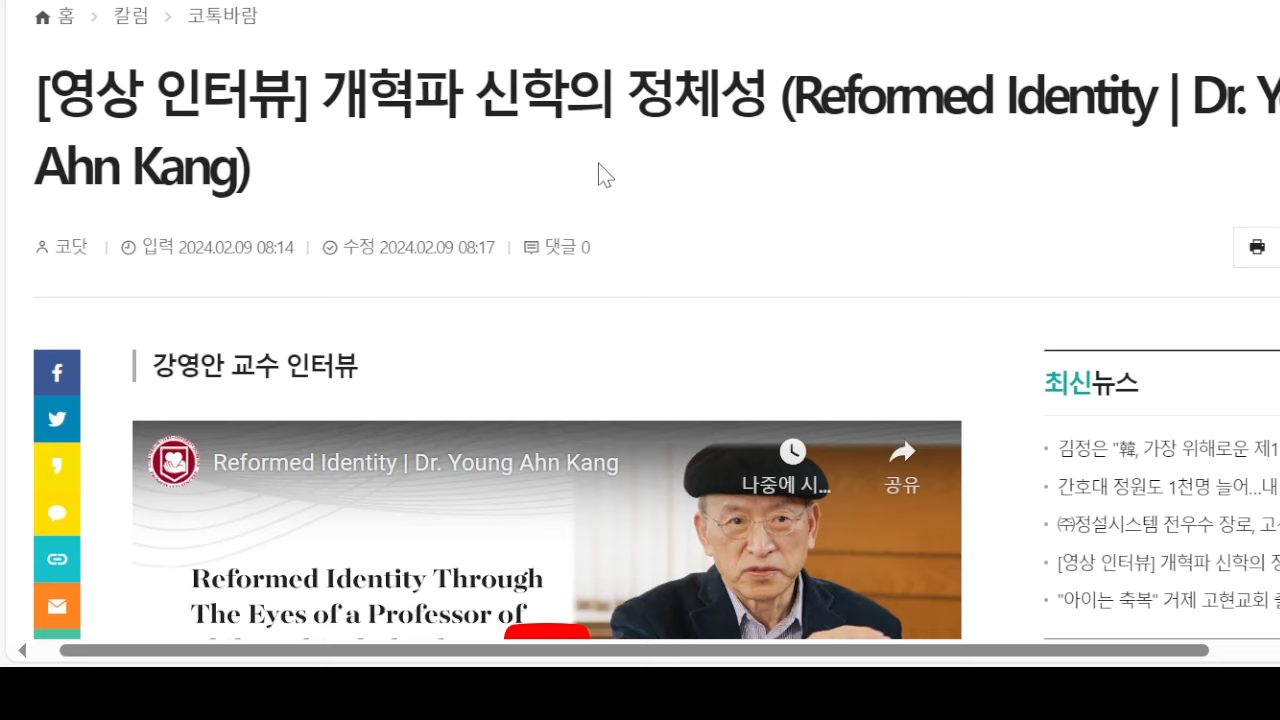 홈 > 칼럼 > 코톡바람
[영상 인터뷰] 개혁파 신학의 정체성 (Reformed Identity | Dr.
Ahn Kang)
코닷 | 입력 2024.02.09 08:14 | 수정 2024.02.09 08:17 | 댓글 0
강영안 교수 인터뷰
Reformed Identity | Dr. Young Ahn Kang
나중에 시...
공유
Reformed Identity Through
The Eyes of a Professor of
최신뉴스
김정은 "韓, 가장 위해로운 제1
간호대 정원도 1천명 늘어…내
㈜정설시스템 전우수 장로,
[영상 인터뷰] 개혁파 신학의
"아이는 축복" 거제 고현교회